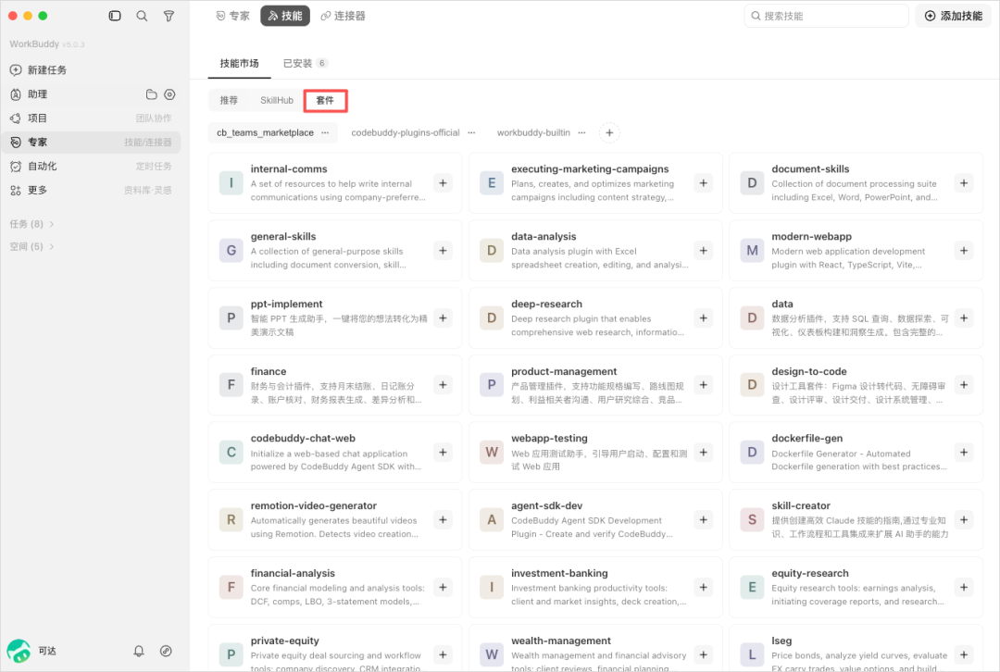 专家
技能
连接器
搜索技能
添加技能
WorkBuddy v5.0.3
新建任务
助理
项目 团队协作
专家 技能/连接器
自动化 定时任务
更多 资料库·灵感
任务 (8)
空间 (5)
可达
技能市场
已安装 6
推荐
SkillHub
套件
cb_teams_marketplace ···
codebuddy-plugins-official ···
workbuddy-builtin ···
I
internal-comms
A set of resources to help write internal
communications using company-preferre...
E
executing-marketing-campaigns
Plans, creates, and optimizes marketing
campaigns including content strategy,...
D
document-skills
Collection of document processing suite
including Excel, Word, PowerPoint, and...
G
general-skills
A collection of general-purpose skills
including document conversion, skill...
D
data-analysis
Data analysis plugin with Excel
spreadsheet creation, editing, and analysi...
M
modern-webapp
Modern web application development
plugin with React, TypeScript, Vite,...
P
ppt-implement
智能 PPT 生成助手，一键将您的想法转化为精
美演示文稿
D
deep-research
Deep research plugin that enables
comprehensive web research, informatio...
D
data
数据分析插件，支持 SQL 查询、数据探索、可
视化、仪表板构建和洞察生成。包含完整的...
F
finance
财务与会计插件，支持月末结账、日记账分
录、账户核对、财务报表生成、差异分析和...
P
product-management
产品管理插件，支持功能规格编写、路线图规
划、利益相关者沟通、用户研究综合、竞品...
D
design-to-code
设计工具套件：Figma 设计转代码、无障碍审
查、设计评审、设计交付、设计系统管理、...
C
codebuddy-chat-web
Initialize a web-based chat application
powered by CodeBuddy Agent SDK with...
W
webapp-testing
Web 应用测试助手，引导用户启动、配置和测
试 Web 应用
D
dockerfile-gen
Dockerfile Generator - Automated
Dockerfile generation with best practices...
R
remotion-video-generator
Automatically generates beautiful videos
using Remotion. Detects video creation...
A
agent-sdk-dev
CodeBuddy Agent SDK Development
Plugin - Create and verify CodeBuddy...
S
skill-creator
提供创建高效 Claude 技能的指南,通过专业知
识、工作流程和工具集成来扩展 AI 助手的能力
F
financial-analysis
Core financial modeling and analysis tools:
DCF, comps, LBO, 3-statement models,...
I
investment-banking
Investment banking productivity tools:
client and market insights, deck creation,...
E
equity-research
Equity research tools: earnings analysis,
initiating coverage reports, and research...
P
private-equity
Private equity deal sourcing and workflow
tools: company discovery, CRM integratio...
W
wealth-management
Wealth management and financial advisory
tools: client reviews, financial planning,...
L
lseg
Price bonds, analyze yield curves, evaluate
FX carry trades, value options, and build